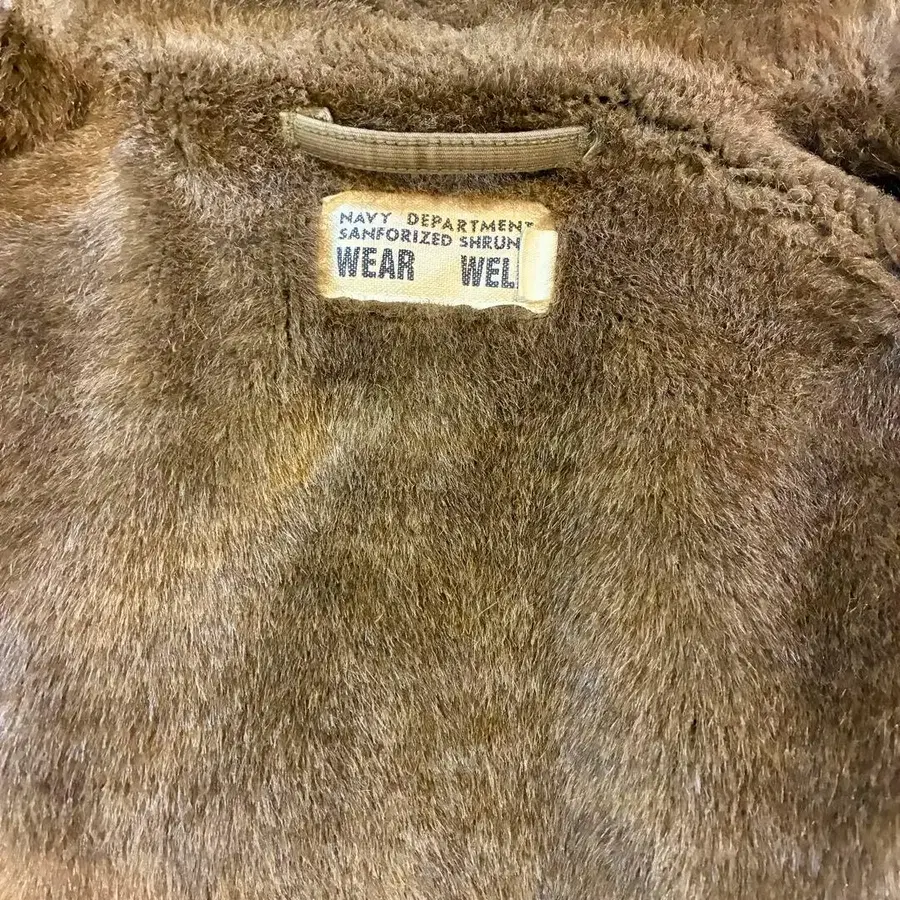 NAVY DEPARTMENT
SANFORIZED SHRUN
WEAR WEL